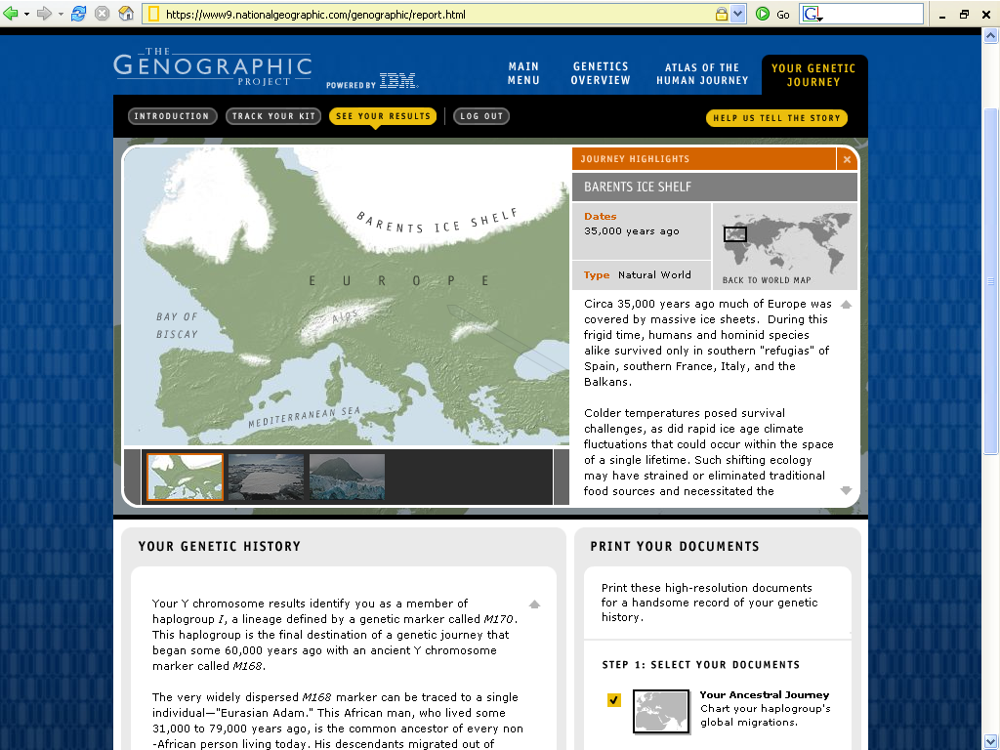 https://www9.nationalgeographic.com/genographic/report.html
Go
THE
GENOGRAPHIC
PROJECT
POWERED BY IBM
MAIN MENU
GENETICS OVERVIEW
ATLAS OF THE HUMAN JOURNEY
YOUR GENETIC JOURNEY
INTRODUCTION
TRACK YOUR KIT
SEE YOUR RESULTS
LOG OUT
HELP US TELL THE STORY
BARENTS ICE SHELF
EUROPE
ALPS
BAY OF
BISCAY
MEDITERRANEAN SEA
JOURNEY HIGHLIGHTS
BARENTS ICE SHELF
Dates
35,000 years ago
Type Natural World
BACK TO WORLD MAP
Circa 35,000 years ago much of Europe was
covered by massive ice sheets. During this
frigid time, humans and hominid species
alike survived only in southern "refugias" of
Spain, southern France, Italy, and the
Balkans.
Colder temperatures posed survival
challenges, as did rapid ice age climate
fluctuations that could occur within the space
of a single lifetime. Such shifting ecology
may have strained or eliminated traditional
food sources and necessitated the
YOUR GENETIC HISTORY
Your Y chromosome results identify you as a member of
haplogroup I, a lineage defined by a genetic marker called M170.
This haplogroup is the final destination of a genetic journey that
began some 60,000 years ago with an ancient Y chromosome
marker called M168.
The very widely dispersed M168 marker can be traced to a single
individual—"Eurasian Adam." This African man, who lived some
31,000 to 79,000 years ago, is the common ancestor of every non
-African person living today. His descendants migrated out of
PRINT YOUR DOCUMENTS
Print these high-resolution documents
for a handsome record of your genetic
history.
STEP 1: SELECT YOUR DOCUMENTS
Your Ancestral Journey
Chart your haplogroup's
global migrations.